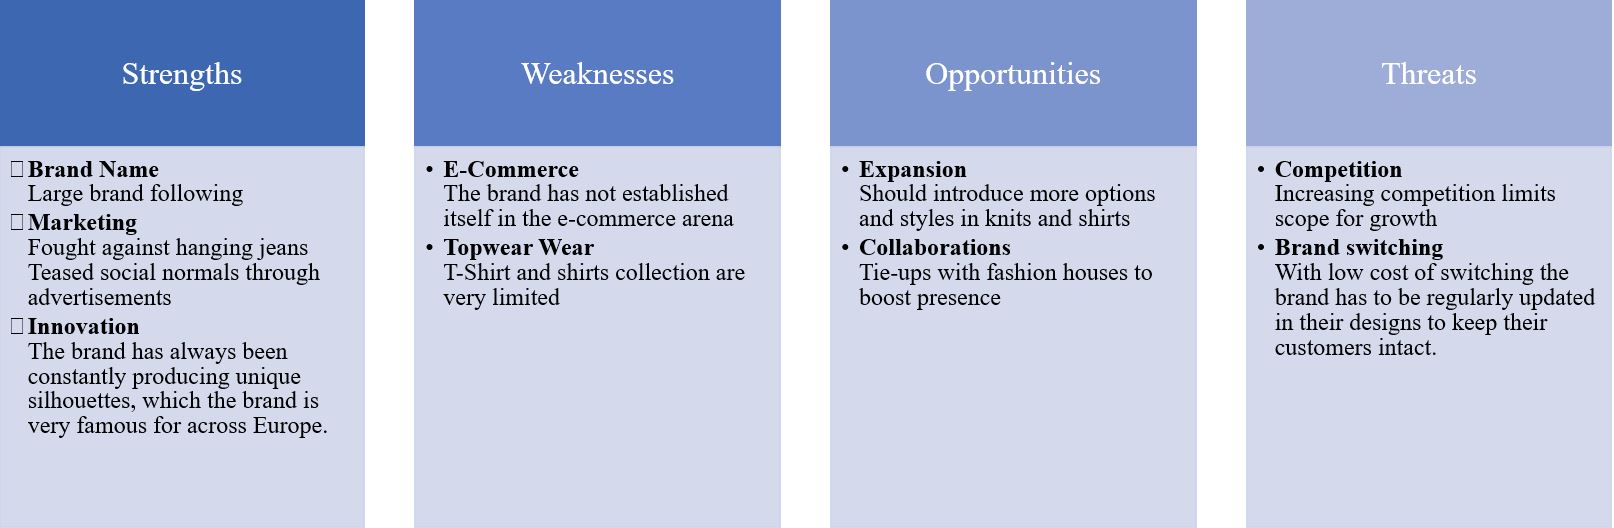 Strengths
Brand Name
Large brand following
Marketing
Fought against hanging jeans
Teased social normals through
advertisements
Innovation
The brand has always been
constantly producing unique
silhouettes, which the brand is
very famous for across Europe.
Weaknesses
• E-Commerce
The brand has not established
itself in the e-commerce arena
• Topwear Wear
T-Shirt and shirts collection are
very limited
Opportunities
• Expansion
Should introduce more options
and styles in knits and shirts
• Collaborations
Tie-ups with fashion houses to
boost presence
Threats
• Competition
Increasing competition limits
scope for growth
• Brand switching
With low cost of switching the
brand has to be regularly updated
in their designs to keep their
customers intact.